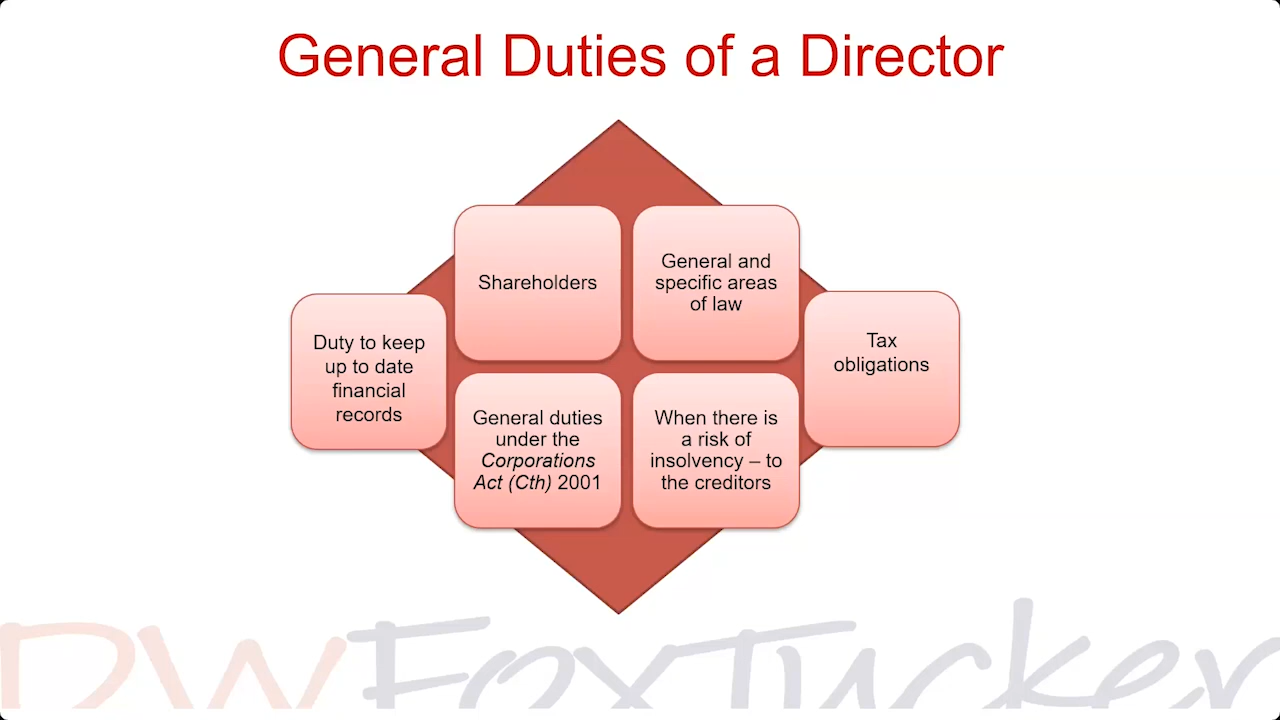 General Duties of a Director
Shareholders
General and
specific areas
of law
Duty to keep
up to date
financial
records
Tax
obligations
General duties
under the
Corporations
Act (Cth) 2001
When there is
a risk of
insolvency – to
the creditors
DWFoxTucker